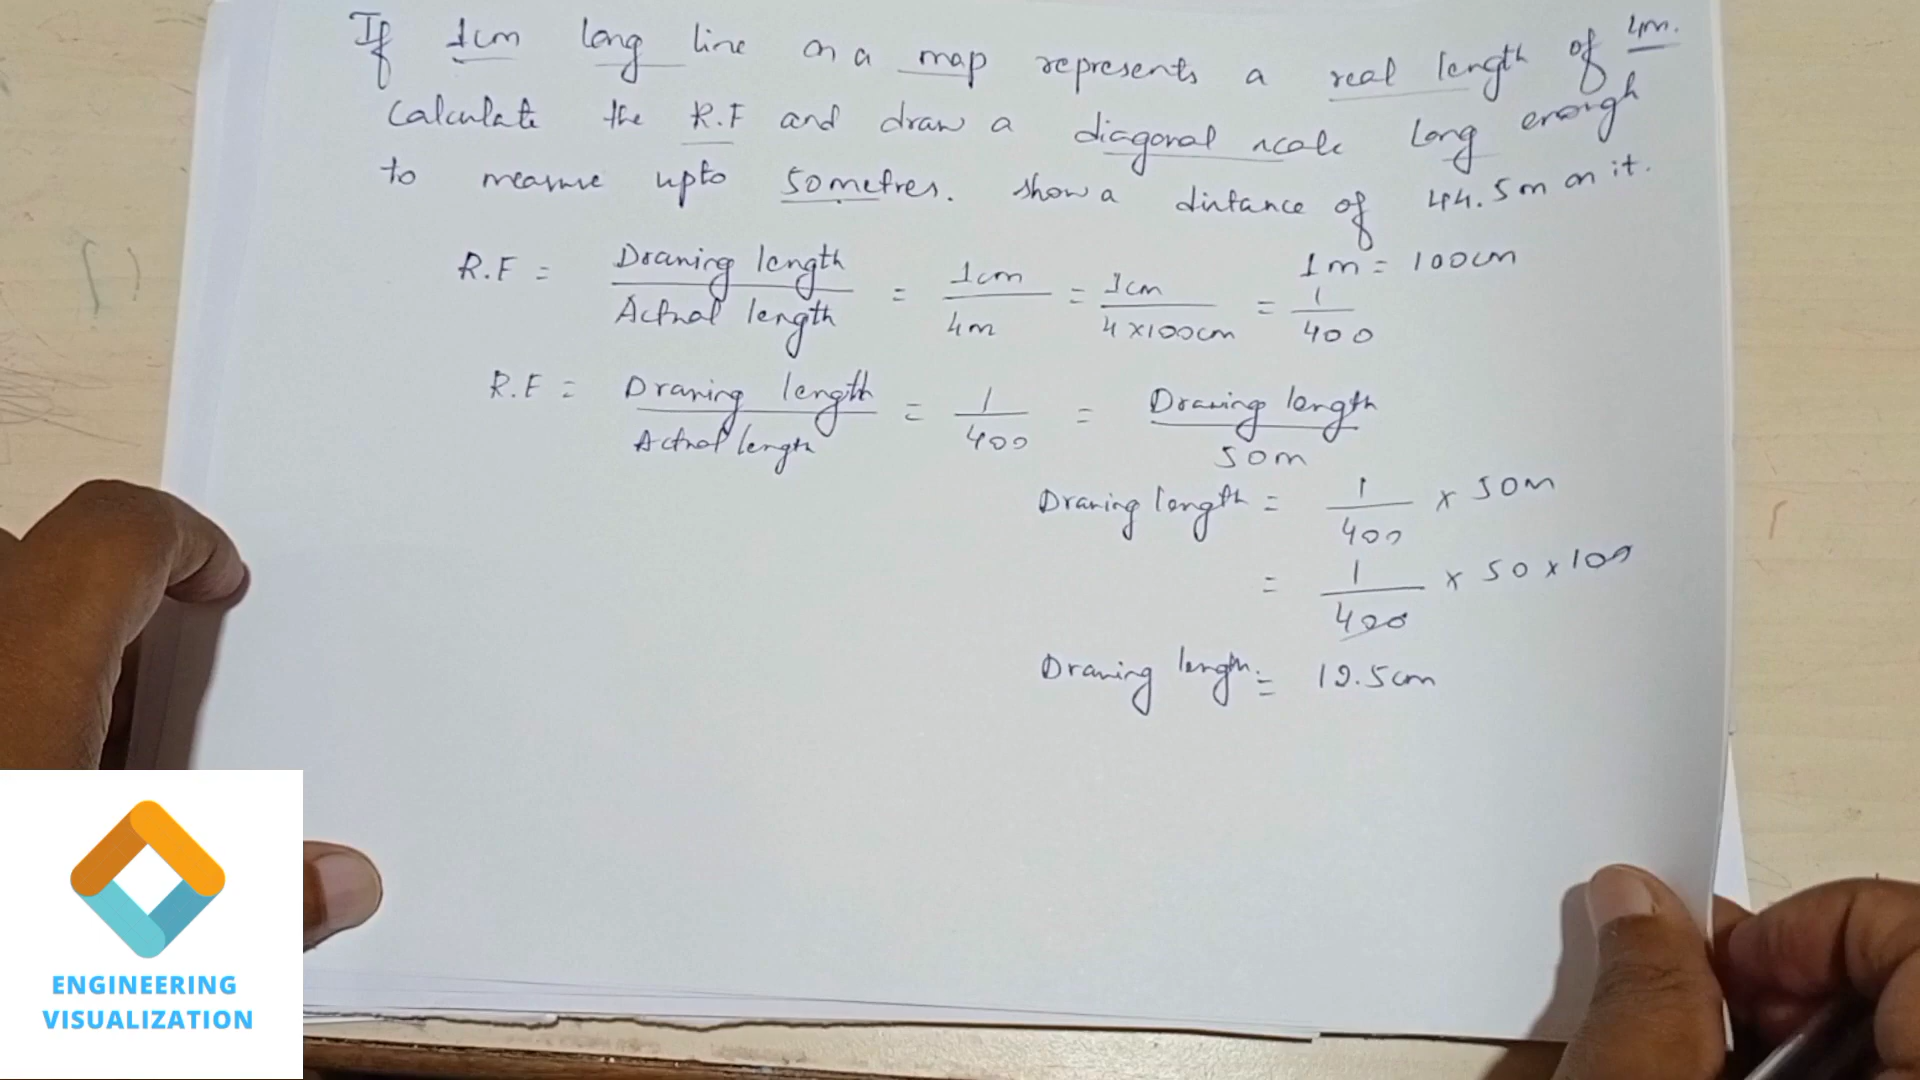 If 1cm long line on a map represents a real length of 4m.
Calculate the R.F and draw a diagonal scale long enough
to measure upto 50metres. show a distance of 44.5m on it.
R.F = Drawing length / Actual length = 1cm / 4m = 1cm / 4×100cm = 1 / 400
1m = 100cm
R.F = Drawing length / Actual length = 1 / 400 = Drawing length / 50m
Drawing length = 1 / 400 × 50m
= 1 / 400 × 50×100
Drawing length = 12.5cm
ENGINEERING
VISUALIZATION